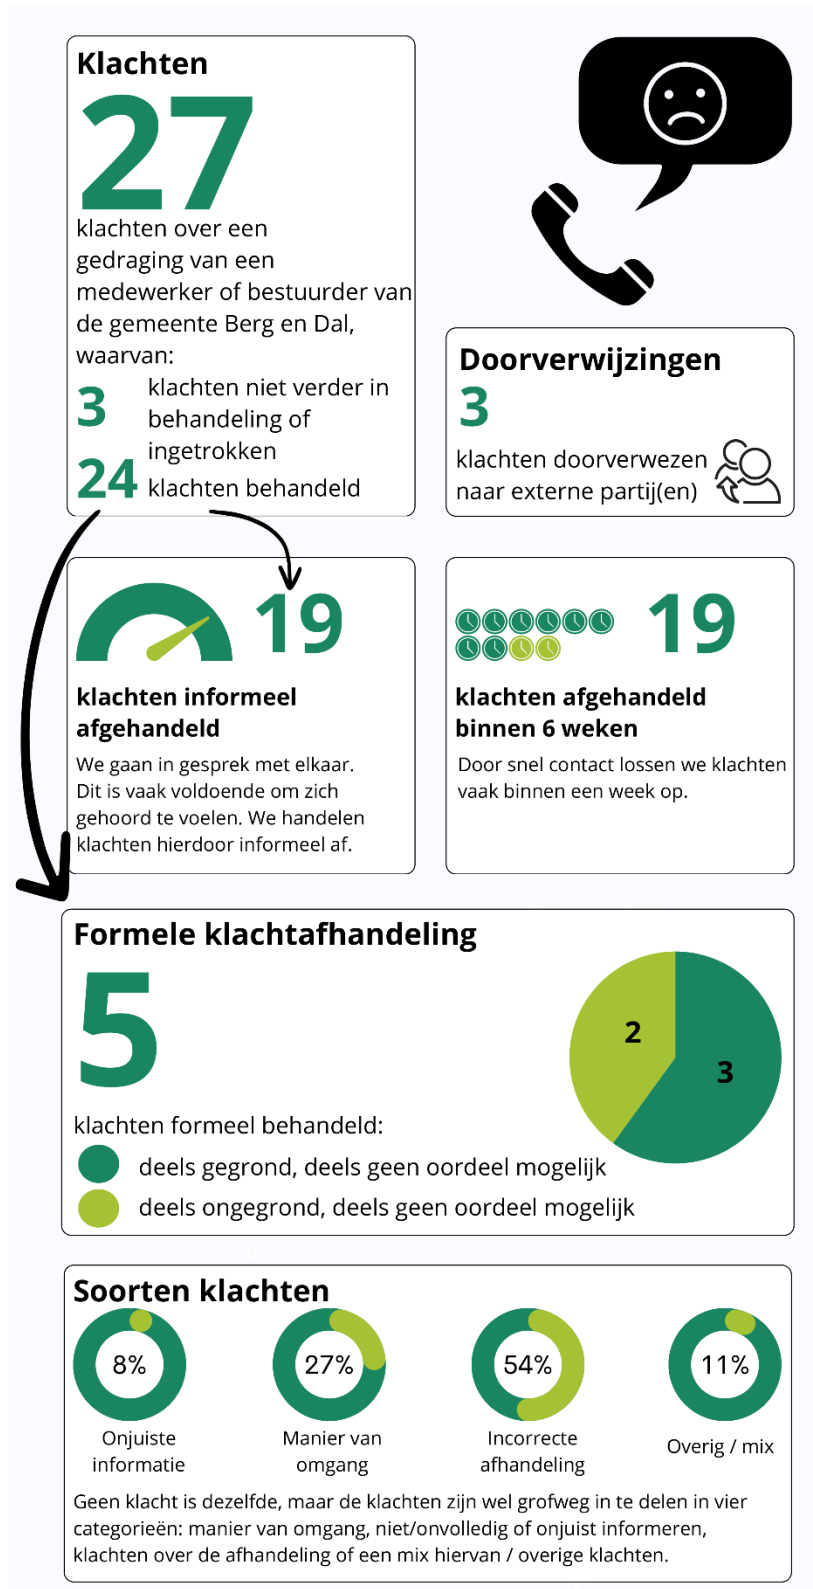 Klachten
27
klachten over een
gedraging van een
medewerker of bestuurder van
de gemeente Berg en Dal,
waarvan:
3 klachten niet verder in
behandeling of
ingetrokken
24 klachten behandeld
Doorverwijzingen
3
klachten doorverwezen
naar externe partij(en)
19
klachten informeel
afgehandeld
We gaan in gesprek met elkaar.
Dit is vaak voldoende om zich
gehoord te voelen. We handelen
klachten hierdoor informeel af.
19
klachten afgehandeld
binnen 6 weken
Door snel contact lossen we klachten
vaak binnen een week op.
Formele klachtafhandeling
5
klachten formeel behandeld:
deels gegrond, deels geen oordeel mogelijk
deels ongegrond, deels geen oordeel mogelijk
2
3
Soorten klachten
8%
Onjuiste
informatie
27%
Manier van
omgang
54%
Incorrecte
afhandeling
11%
Overig / mix
Geen klacht is dezelfde, maar de klachten zijn wel grofweg in te delen in vier
categorieën: manier van omgang, niet/onvolledig of onjuist informeren,
klachten over de afhandeling of een mix hiervan / overige klachten.